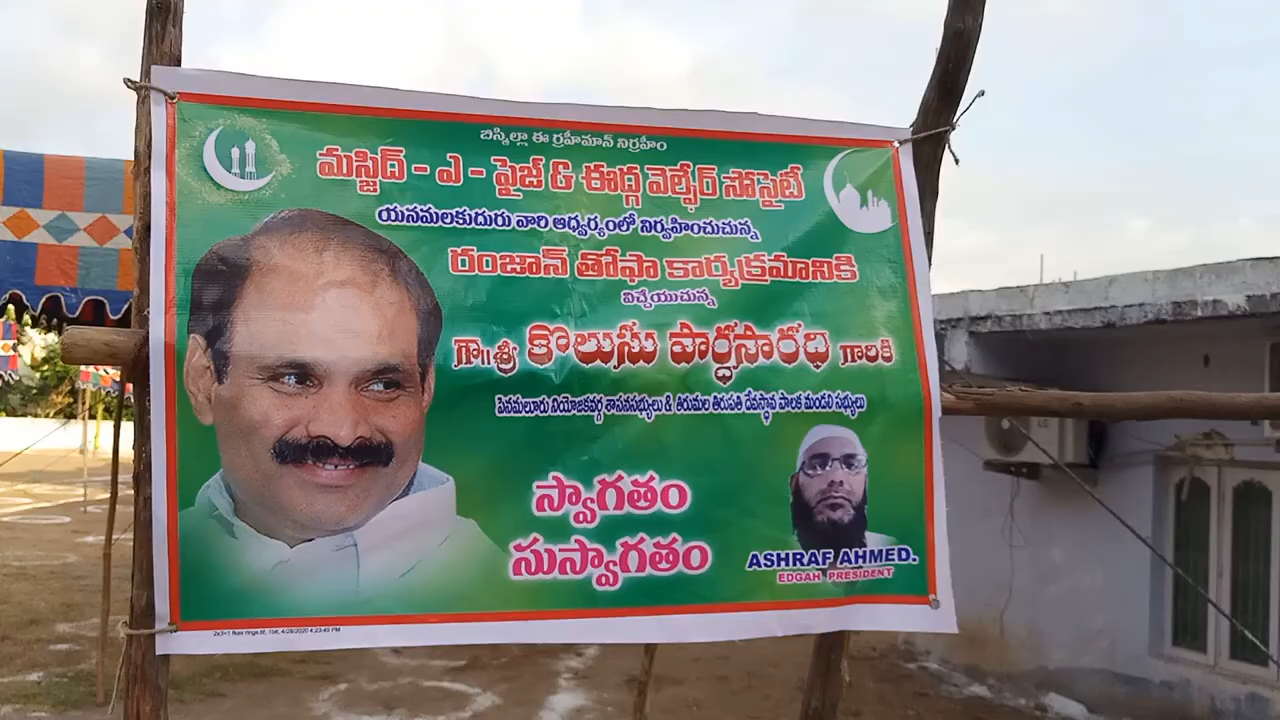 బిస్మిల్లా ఈ ర్రహీమాన్ నిర్రహీం
మస్జిద్ - ఎ - ఫైజ్ & ఈద్గ వెల్ఫేర్ సోసైటీ
యనమలకుదురు వారి ఆధ్వర్యంలో నిర్వహించుచున్న
రంజాన్ తోఫా కార్యక్రమానికి
విచ్చేయుచున్న
గౌ॥శ్రీ కొలుసు పార్థసారథి గారికి
పెనమలూరు నియోజకవర్గ శాసనసభ్యులు & తిరుమల తిరుపతి దేవస్థాన పాలక మండలి సభ్యులు
స్వాగతం
సుస్వాగతం
ASHRAF AHMED.
EDGAH PRESIDENT